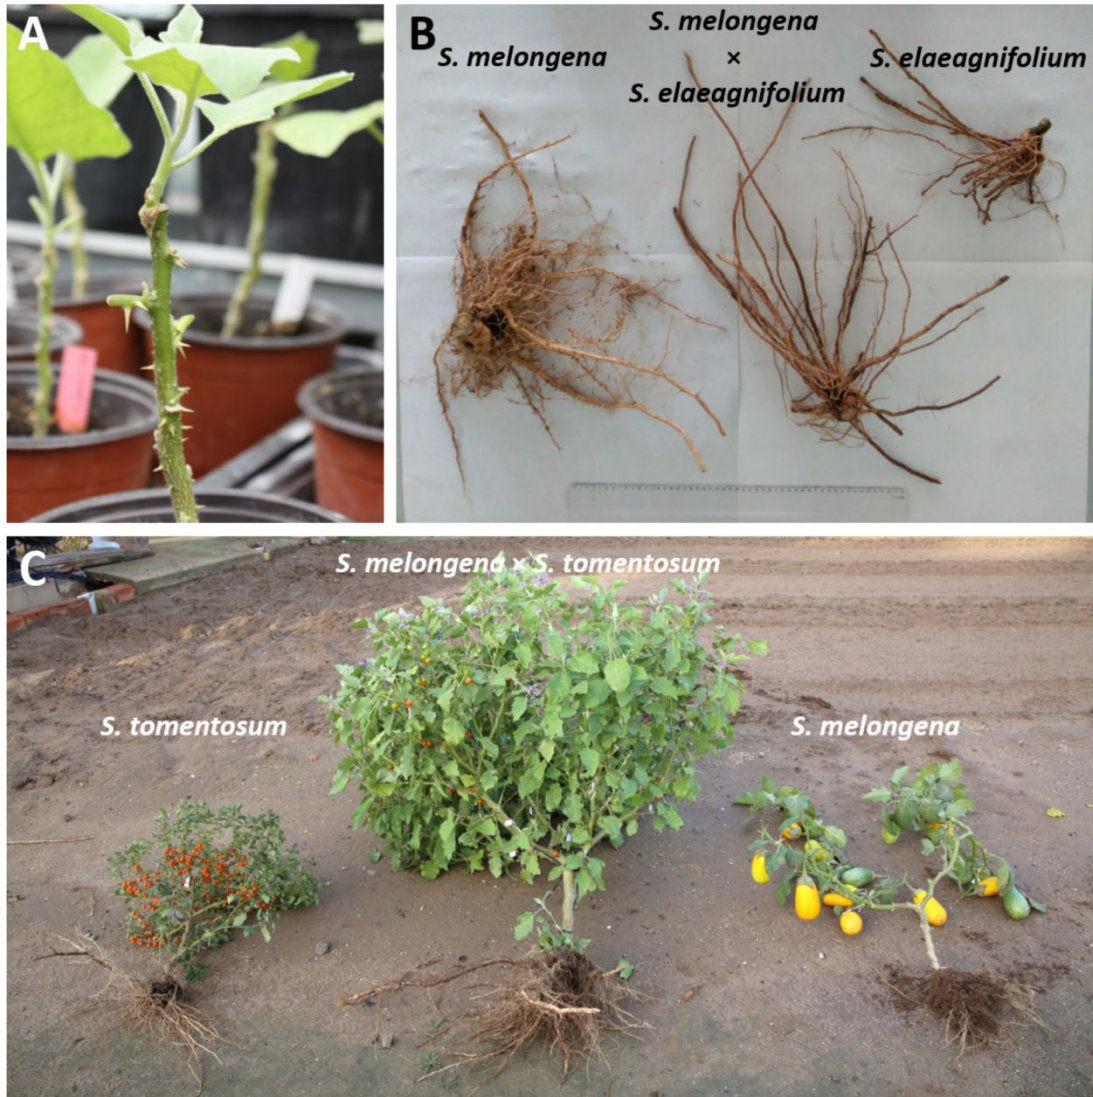 A
B
S. melongena
S. melongena
×
S. elaeagnifolium
S. elaeagnifolium
C
S. melongena × S. tomentosum
S. tomentosum
S. melongena